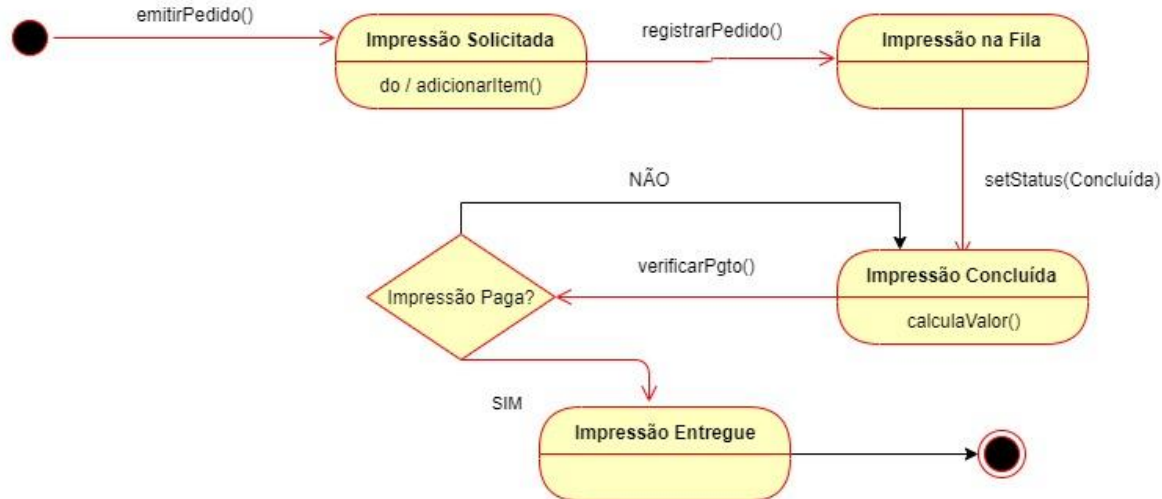 emitirPedido()
Impressão Solicitada
do / adicionarItem()
registrarPedido()
Impressão na Fila
setStatus(Concluída)
NÃO
Impressão Concluída
calculaValor()
verificarPgto()
Impressão Paga?
SIM
Impressão Entregue